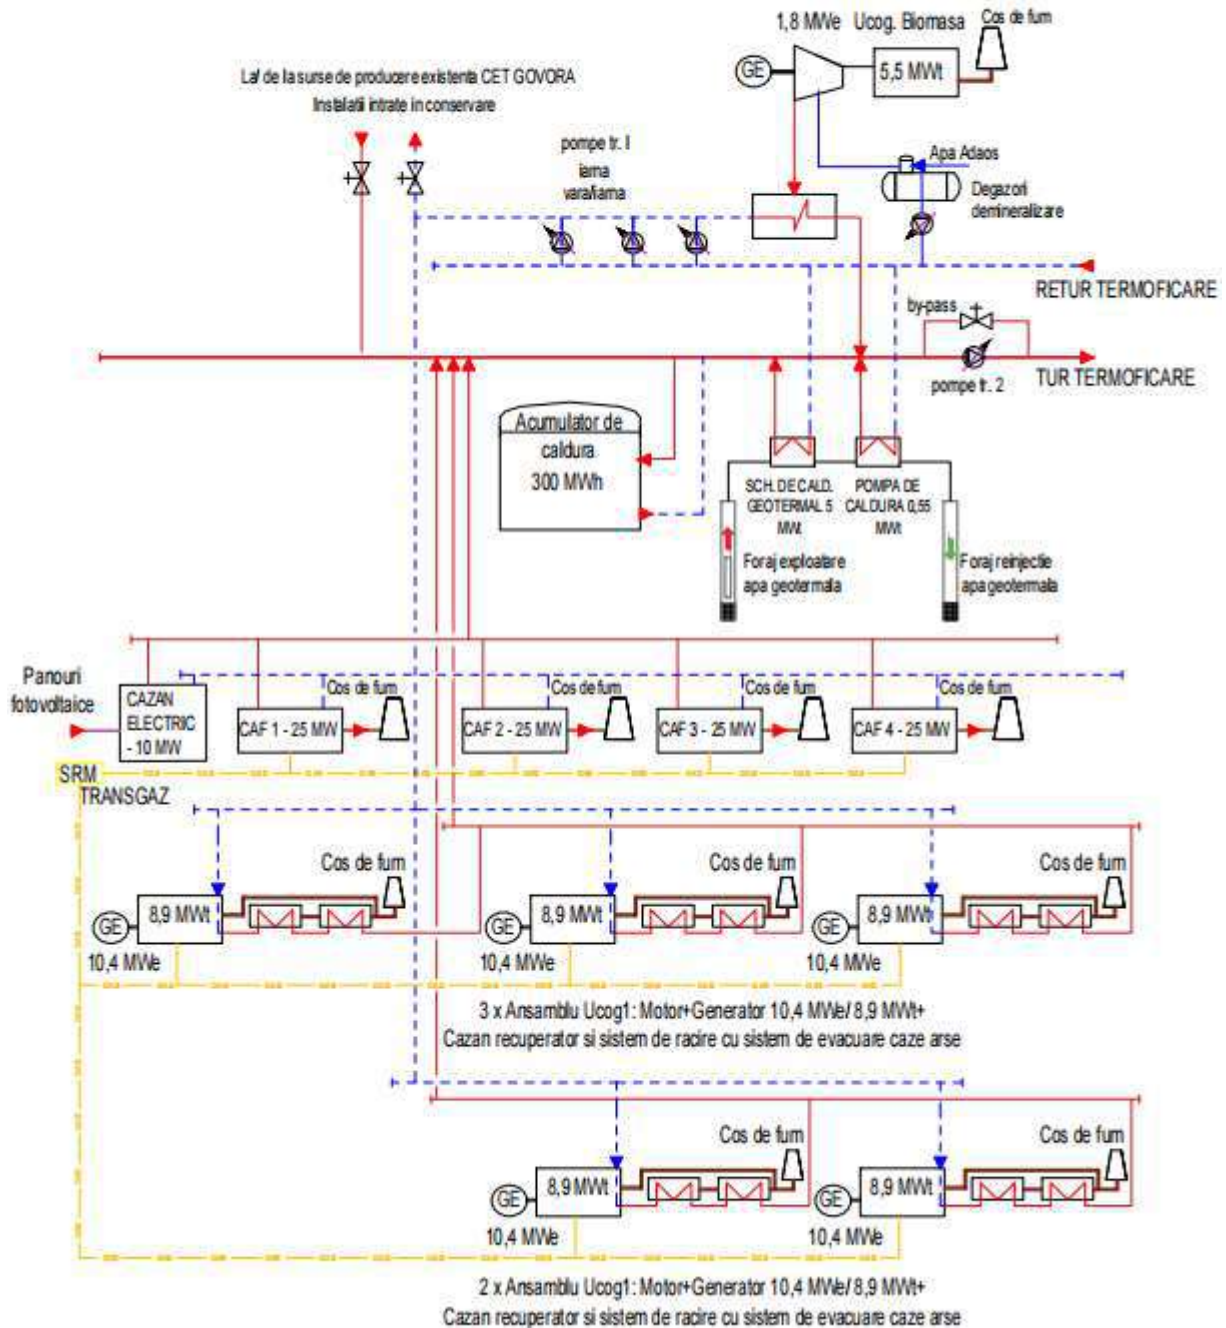 1,8 MWe Ucog. Biomasa
Cos de fum
GE
5,5 MWt
La/ de la surse de producere existenta CET GOVORA
Instalatii intrate in conservare
pompe tr. I
iarna
vara/iarna
Apa Adaos
Degazori
demineralizare
RETUR TERMOFICARE
by-pass
pompe tr. 2
TUR TERMOFICARE
Acumulator de
caldura
300 MWh
SCH. DE CALD.
GEOTERMAL 5
MWt
POMPA DE
CALDURA 0,55
MWt
Foraj exploatare
apa geotermala
Foraj reinjectie
apa geotermala
Panouri
fotovoltaice
CAZAN
ELECTRIC
- 10 MW
CAF 1 - 25 MW
Cos de fum
CAF 2 - 25 MW
Cos de fum
CAF 3 - 25 MW
Cos de fum
CAF 4 - 25 MW
Cos de fum
SRM
TRANSGAZ
Cos de fum
8,9 MWt
GE
10,4 MWe
Cos de fum
8,9 MWt
GE
10,4 MWe
Cos de fum
8,9 MWt
GE
10,4 MWe
3 x Ansamblu Ucog1: Motor+Generator 10,4 MWe/ 8,9 MWt+
Cazan recuperator si sistem de racire cu sistem de evacuare caze arse
Cos de fum
8,9 MWt
GE
10,4 MWe
Cos de fum
8,9 MWt
GE
10,4 MWe
2 x Ansamblu Ucog1: Motor+Generator 10,4 MWe/ 8,9 MWt+
Cazan recuperator si sistem de racire cu sistem de evacuare caze arse